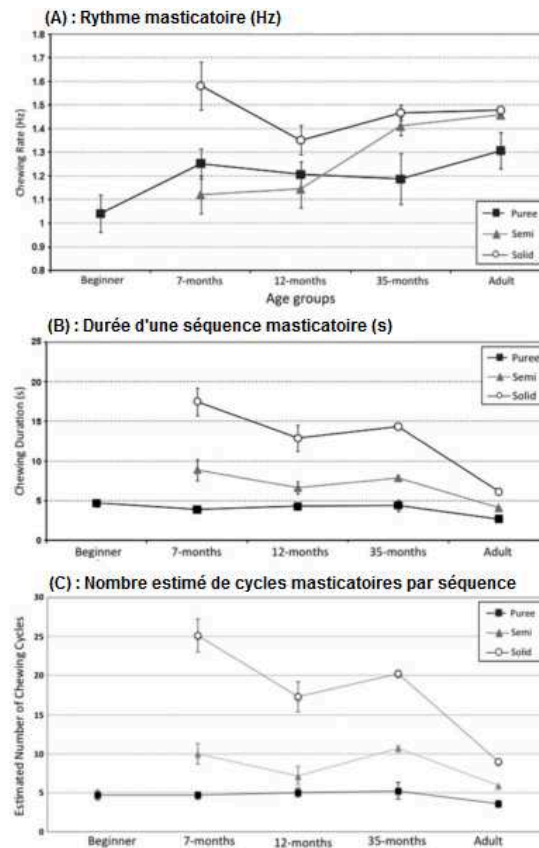 (A) : Rythme masticatoire (Hz)
1.8
1.7
1.6
1.5
1.4
1.3
1.2
1.1
1
0.9
0.8
Chewing Rate (Hz)
Puree
Semi
Solid
Beginner 7-months 12-months 35-months Adult
Age groups
(B) : Durée d'une séquence masticatoire (s)
25
20
15
10
5
0
Chewing Duration (s)
Puree
Semi
Solid
Beginner 7-months 12-months 35-months Adult
(C) : Nombre estimé de cycles masticatoires par séquence
30
25
20
15
10
5
0
Estimated Number of Chewing Cycles
Puree
Semi
Solid
Beginner 7-months 12-months 35-months Adult